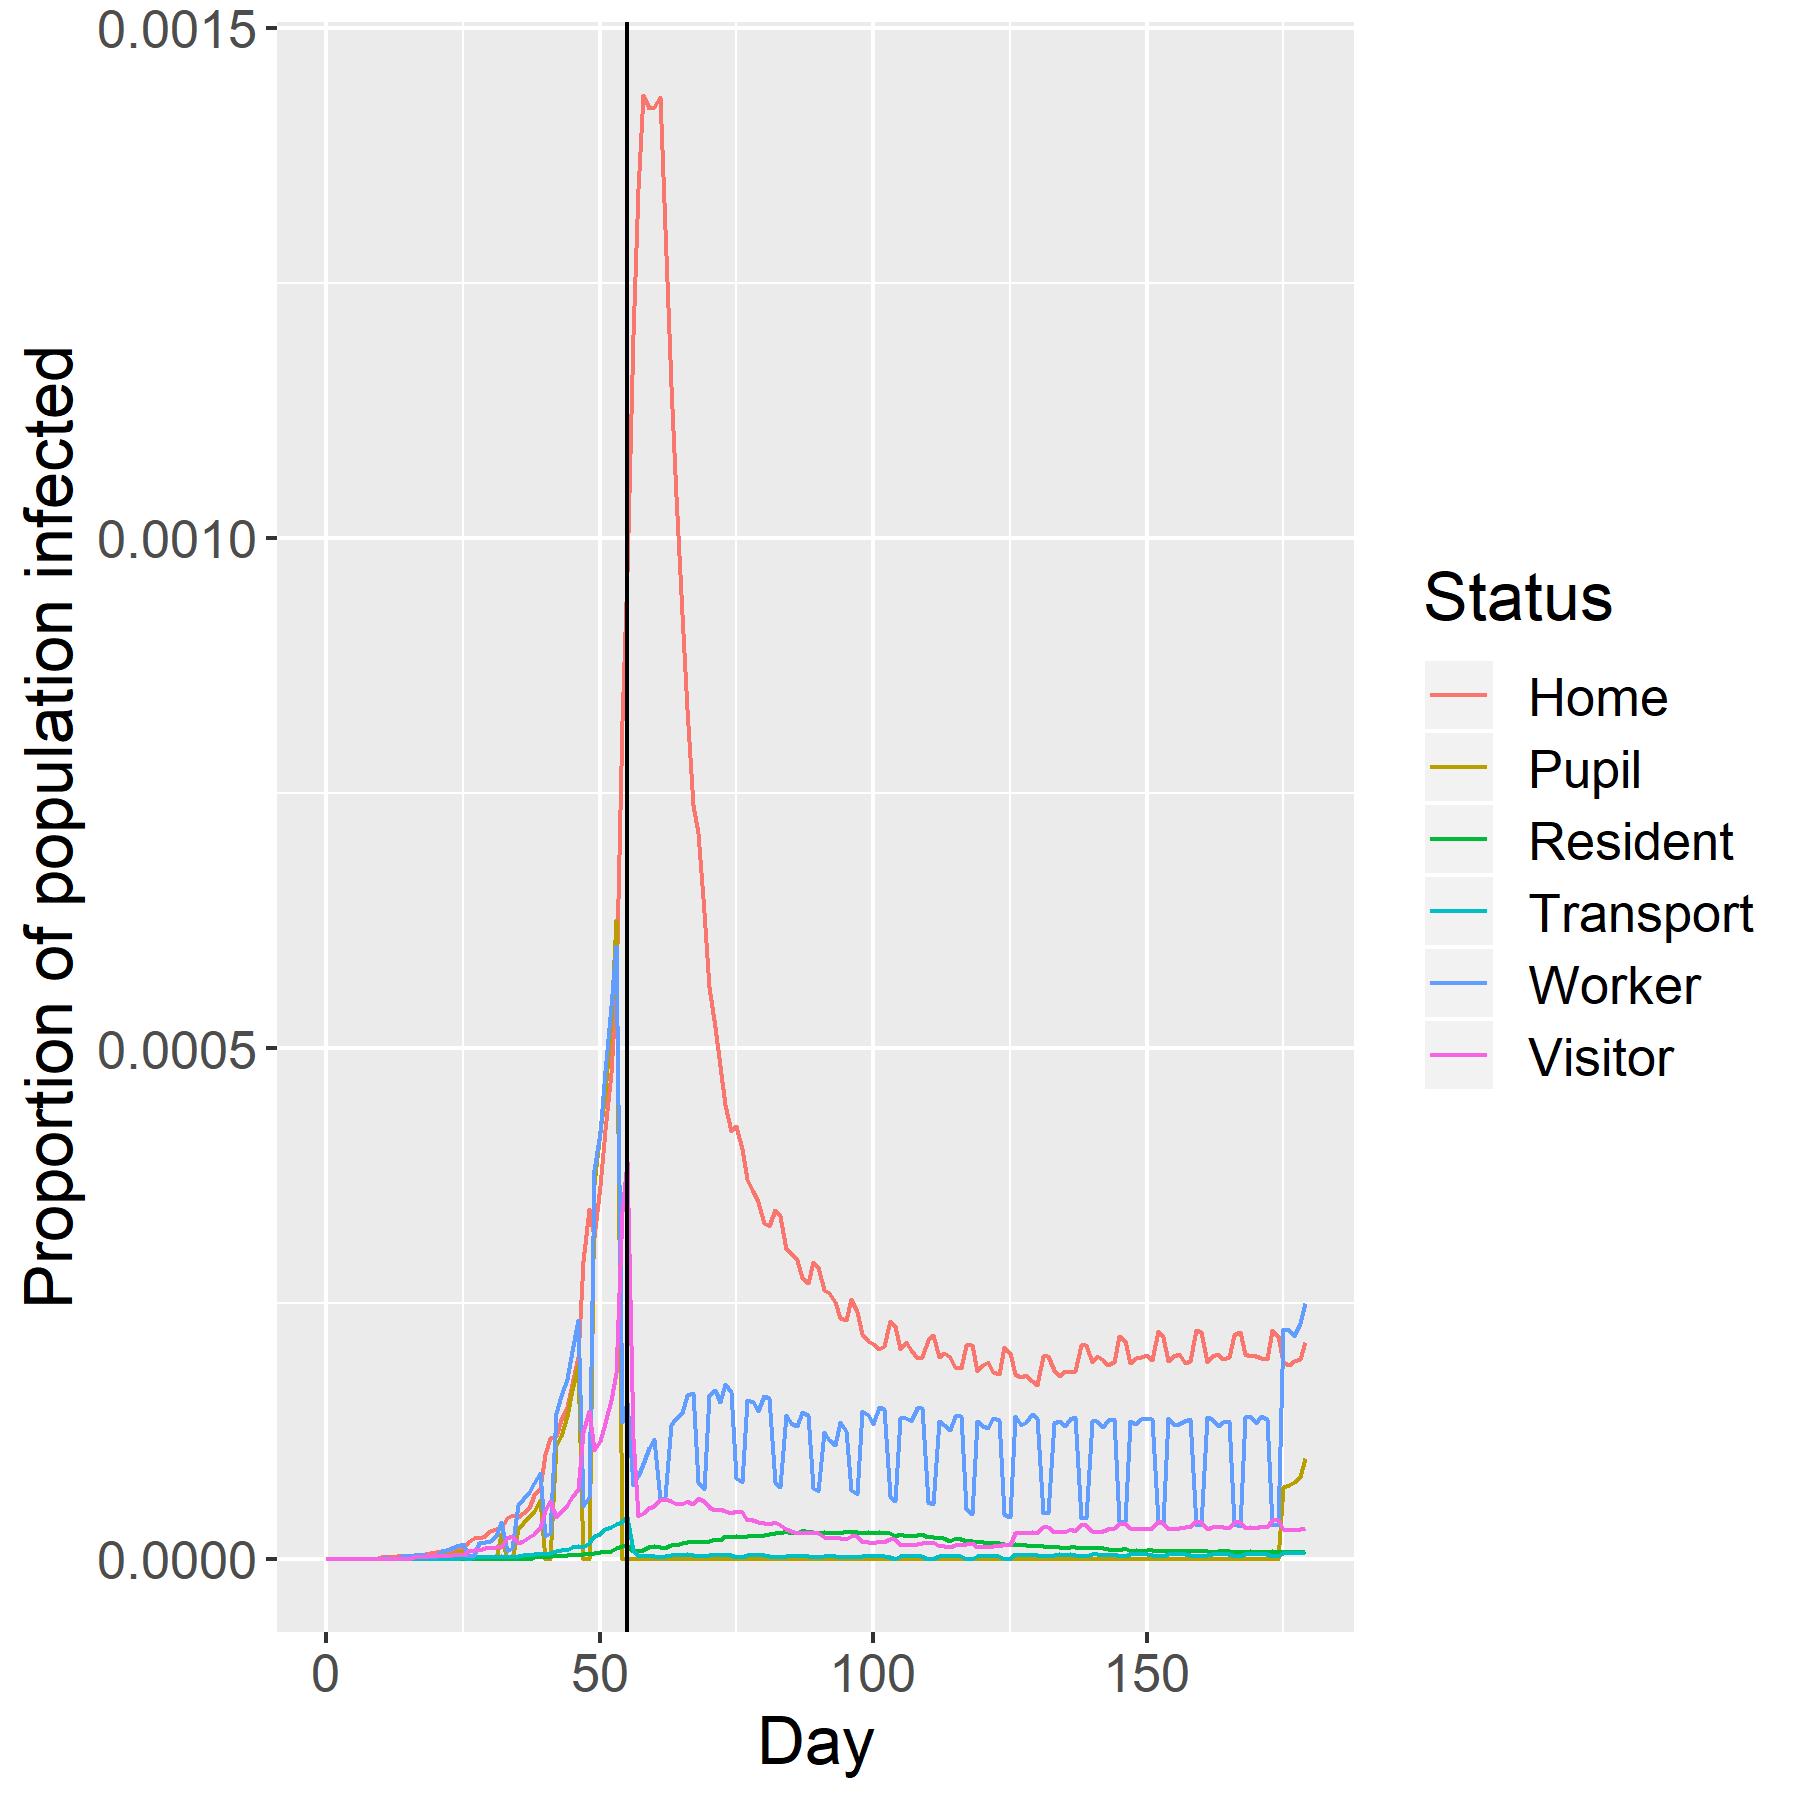 0.0015
0.0010
0.0005
0.0000
Proportion of population infected
0
50
100
150
Day
Status
Home
Pupil
Resident
Transport
Worker
Visitor